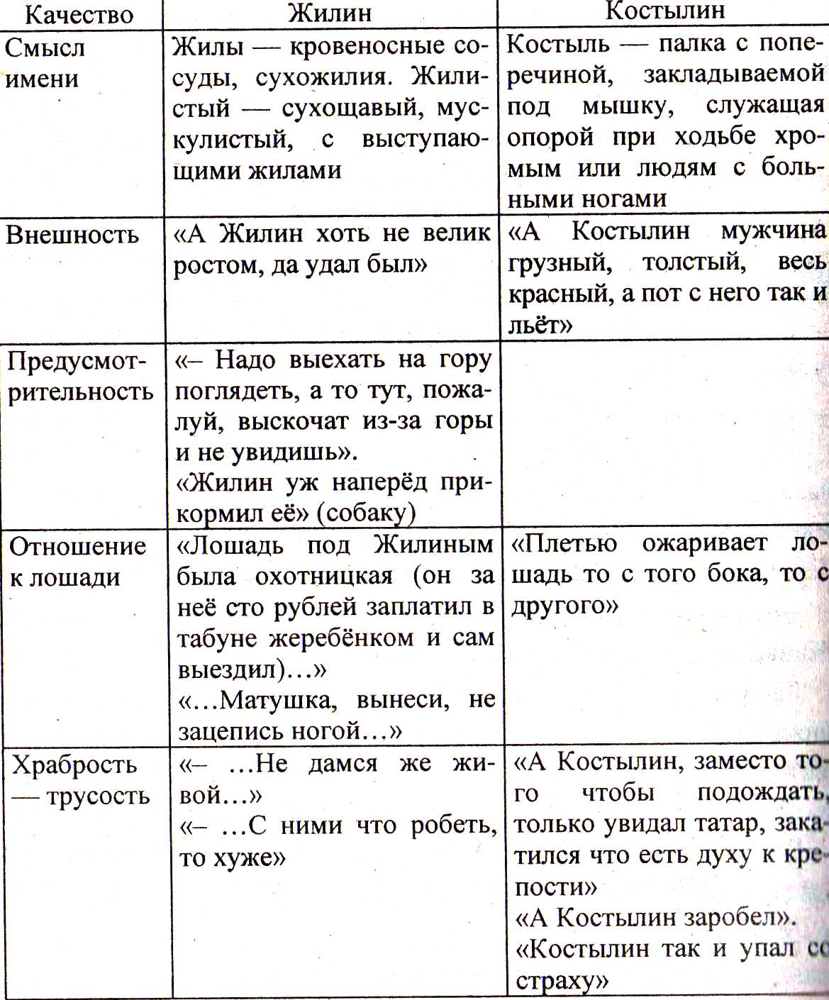 Качество
Жилин
Костылин
Смысл
имени
Жилы — кровеносные со-
суды, сухожилия. Жили-
стый — сухощавый, мус-
кулистый, с выступаю-
щими жилами
Костыль — палка с попе-
речиной, закладываемой
под мышку, служащая
опорой при ходьбе хро-
мым или людям с боль-
ными ногами
Внешность
«А Жилин хоть не велик
ростом, да удал был»
«А Костылин мужчина
грузный, толстый, весь
красный, а пот с него так и
льёт»
Предусмот-
рительность
«– Надо выехать на гору
поглядеть, а то тут, пожа-
луй, выскочат из-за горы
и не увидишь».
«Жилин уж наперёд при-
кормил её» (собаку)
Отношение
к лошади
«Лошадь под Жилиным
была охотницкая (он за
неё сто рублей заплатил в
табуне жеребёнком и сам
выездил)…»
«…Матушка, вынеси, не
зацепись ногой…»
«Плетью ожаривает ло-
шадь то с того бока, то с
другого»
Храбрость
— трусость
«– …Не дамся же жи-
вой…»
«– …С ними что робеть,
то хуже»
«А Костылин, заместо то-
го чтобы подождать,
только увидал татар, зака-
тился что есть духу к кре-
пости»
«А Костылин заробел».
«Костылин так и упал со
страху»